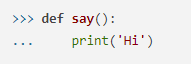 >>> def say():
...     print('Hi')